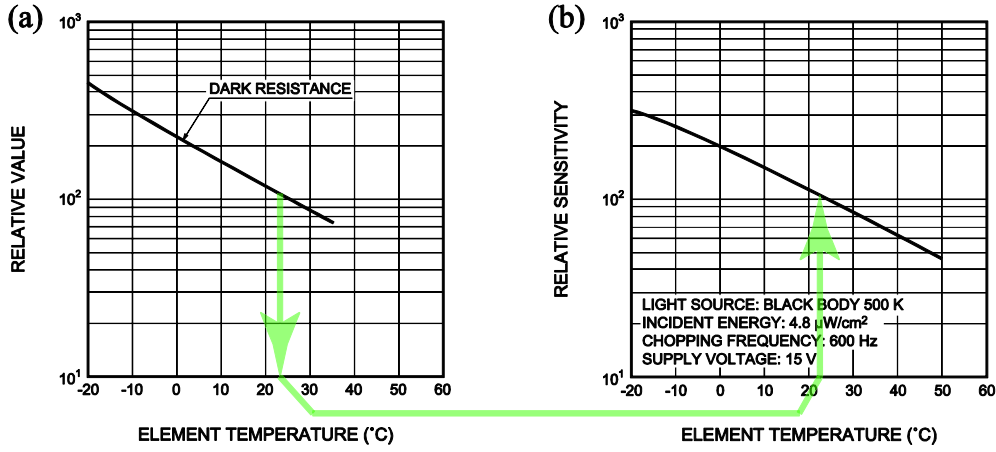 (a)
10³
10²
10¹
RELATIVE VALUE
DARK RESISTANCE
-20 -10 0 10 20 30 40 50 60
ELEMENT TEMPERATURE (˚C)
(b)
10³
10²
10¹
RELATIVE SENSITIVITY
LIGHT SOURCE: BLACK BODY 500 K
INCIDENT ENERGY: 4.8 µW/cm²
CHOPPING FREQUENCY: 600 Hz
SUPPLY VOLTAGE: 15 V
-20 -10 0 10 20 30 40 50 60
ELEMENT TEMPERATURE (˚C)